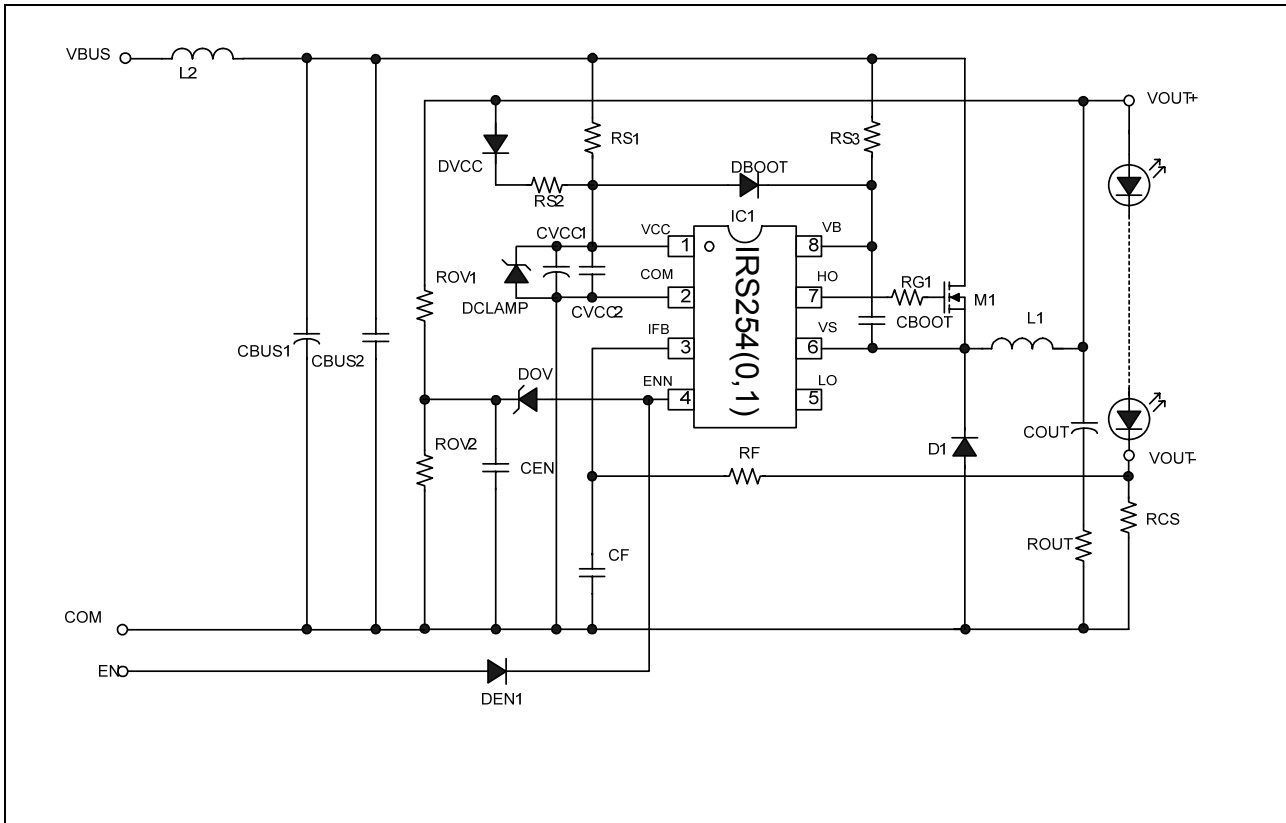 VBUS
L2
VOUT+
RS1
RS3
DVCC
DBOOT
RS2
IC1
CVCC1
VCC
VB
1
8
COM
HO
ROV1
RG1
DCLAMP
2
7
M1
CVCC2
IRS254(0,1)
CBOOT
L1
IFB
VS
CBUS1
CBUS2
3
6
DOV
ENN
LO
4
5
ROV2
CEN
RF
D1
COUT
VOUT-
RCS
CF
ROUT
COM
EN
DEN1